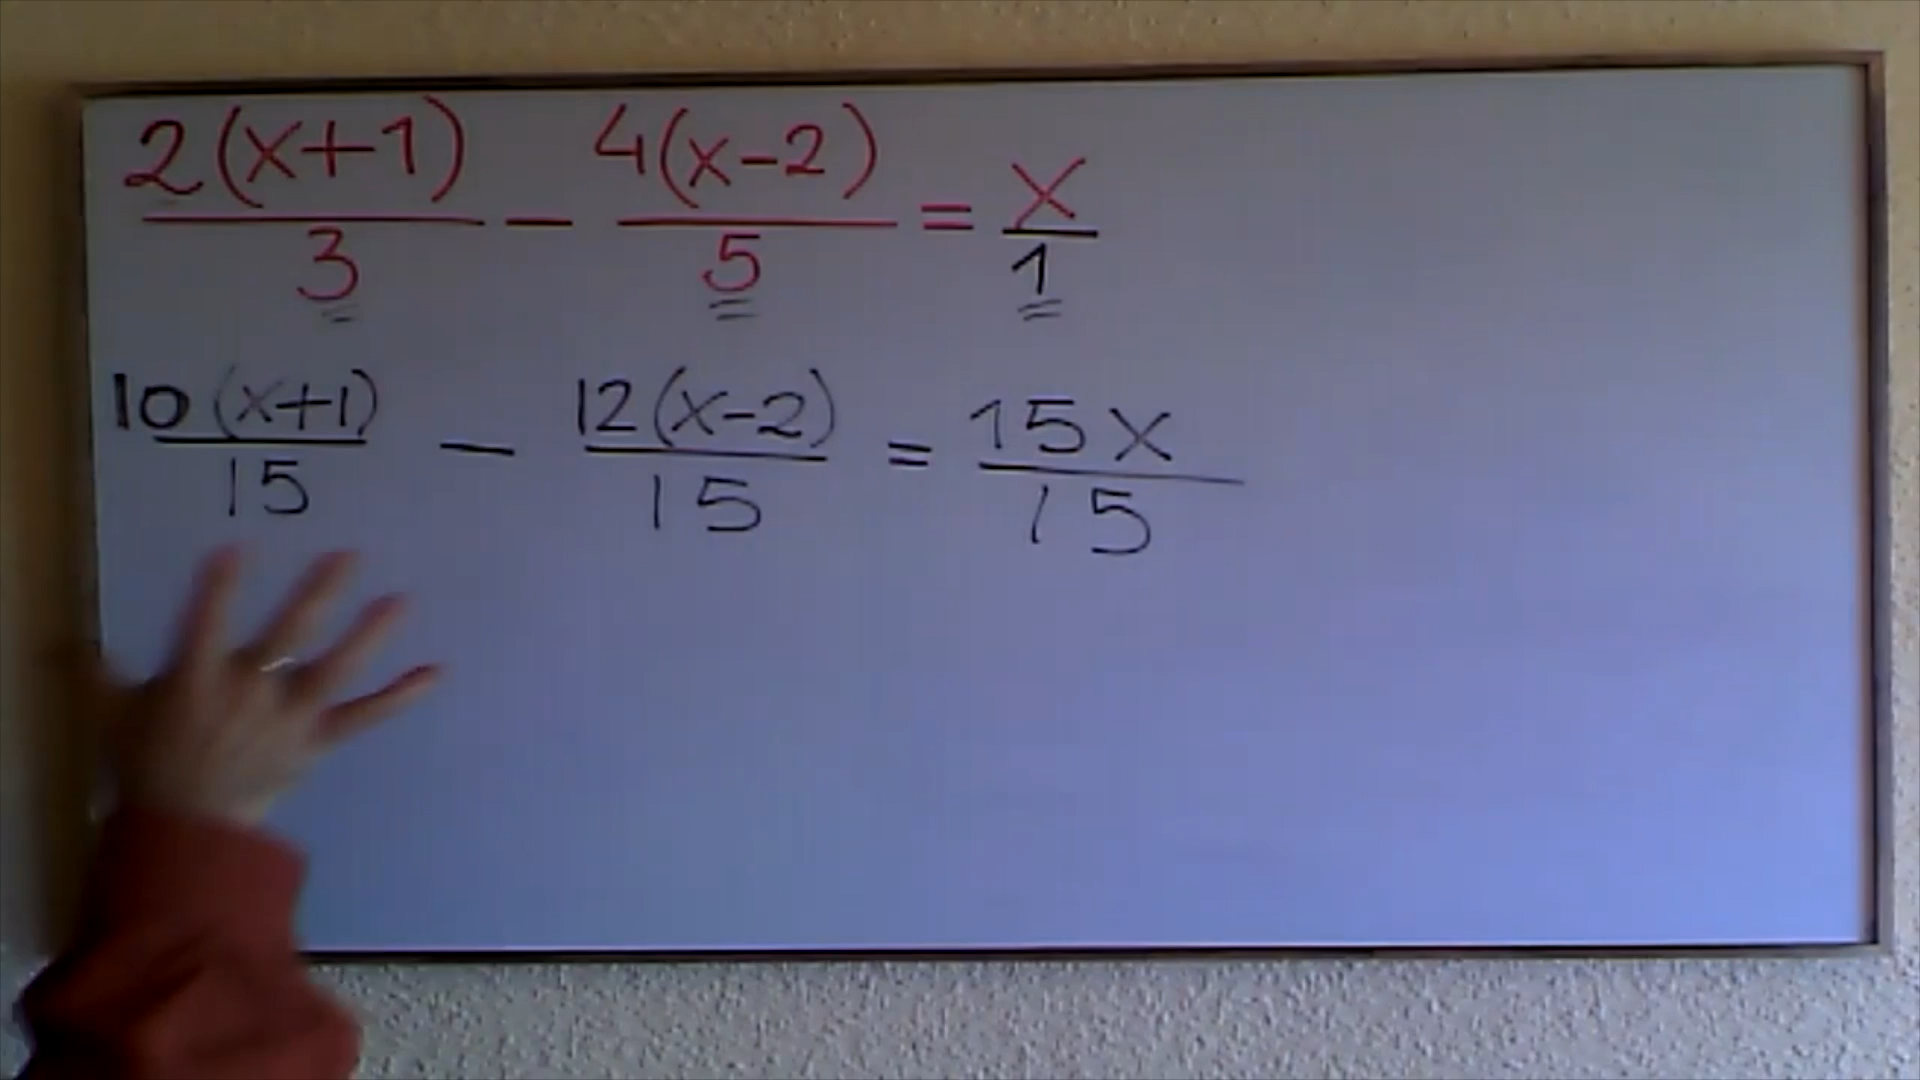 2(x+1)/3 - 4(x-2)/5 = x/1
10(x+1)/15 - 12(x-2)/15 = 15x/15